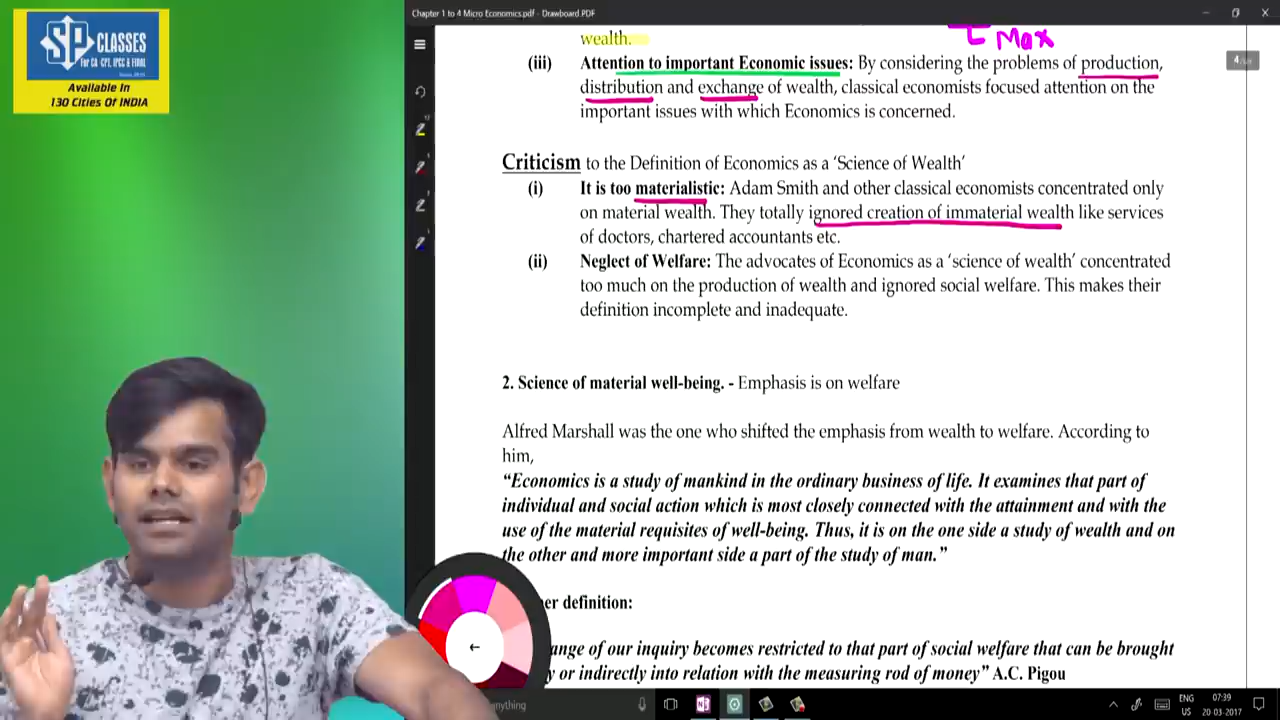 SP CLASSES
For CA- CPT, IPCC & FINAL
Available In
130 Cities Of INDIA
Chapter 1 to 4 Micro Economics.pdf - Drawboard PDF
wealth.
Max
(iii) Attention to important Economic issues: By considering the problems of production,
distribution and exchange of wealth, classical economists focused attention on the
important issues with which Economics is concerned.
Criticism to the Definition of Economics as a ‘Science of Wealth’
(i) It is too materialistic: Adam Smith and other classical economists concentrated only
on material wealth. They totally ignored creation of immaterial wealth like services
of doctors, chartered accountants etc.
(ii) Neglect of Welfare: The advocates of Economics as a ‘science of wealth’ concentrated
too much on the production of wealth and ignored social welfare. This makes their
definition incomplete and inadequate.
2. Science of material well-being. - Emphasis is on welfare
Alfred Marshall was the one who shifted the emphasis from wealth to welfare. According to
him,
“Economics is a study of mankind in the ordinary business of life. It examines that part of
individual and social action which is most closely connected with the attainment and with the
use of the material requisites of well-being. Thus, it is on the one side a study of wealth and on
the other and more important side a part of the study of man.”
er definition:
ange of our inquiry becomes restricted to that part of social welfare that can be brought
y or indirectly into relation with the measuring rod of money” A.C. Pigou
nything
ENG
US
07:39
20-03-2017